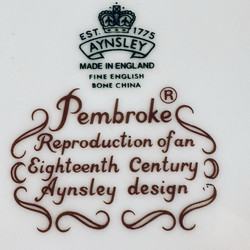 EST. 1775
AYNSLEY
MADE IN ENGLAND
FINE ENGLISH
BONE CHINA
Pembroke®
Reproduction of an
Eighteenth Century
Aynsley design